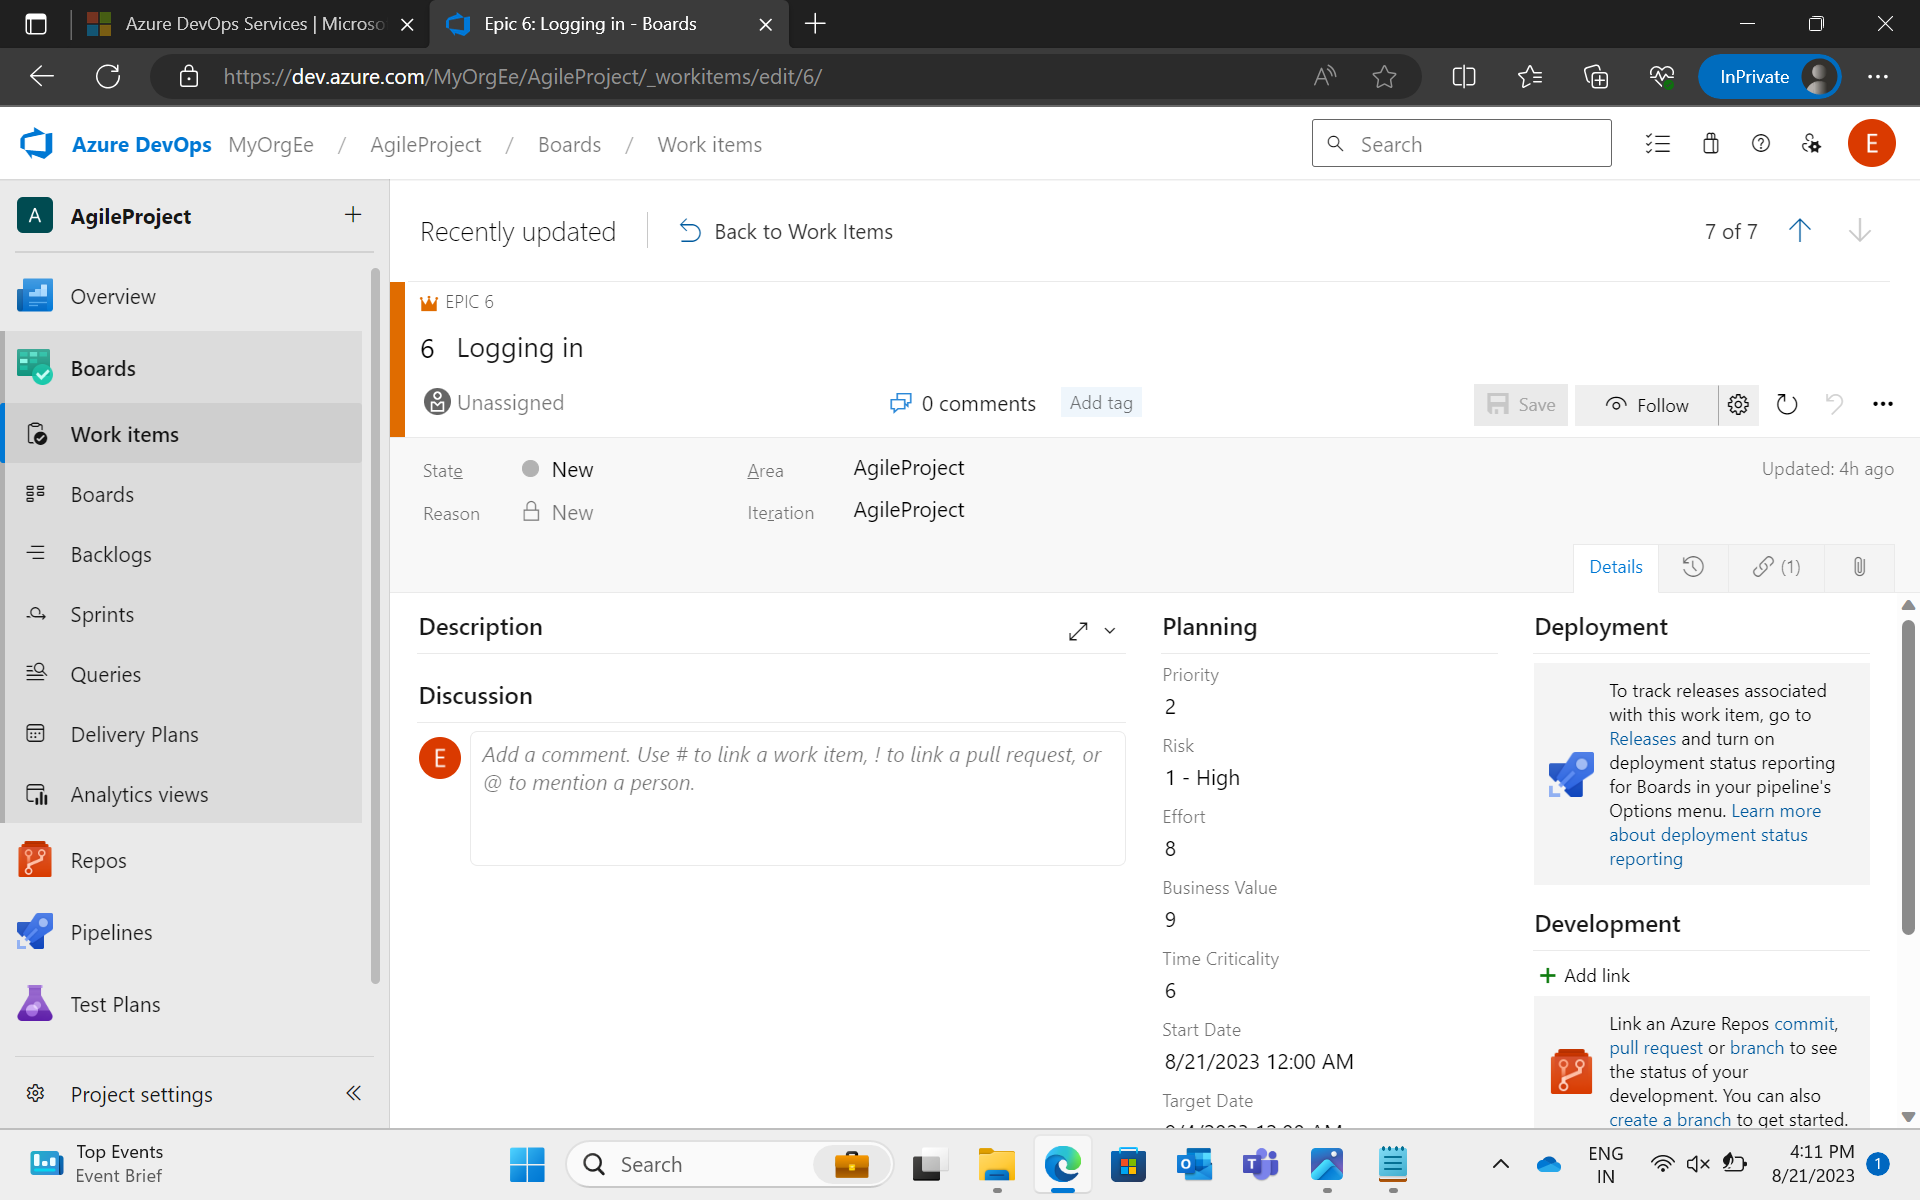 Azure DevOps Services | Microso
Epic 6: Logging in - Boards
https://dev.azure.com/MyOrgEe/AgileProject/_workitems/edit/6/
InPrivate
Azure DevOps MyOrgEe / AgileProject / Boards / Work items
Search
E
A AgileProject
Overview
Boards
Work items
Boards
Backlogs
Sprints
Queries
Delivery Plans
Analytics views
Repos
Pipelines
Test Plans
Project settings
Recently updated
Back to Work Items
7 of 7
EPIC 6
6 Logging in
Unassigned
0 comments
Add tag
Save
Follow
State New
Area AgileProject
Updated: 4h ago
Reason New
Iteration AgileProject
Details
(1)
Description
Discussion
E
Add a comment. Use # to link a work item, ! to link a pull request, or
@ to mention a person.
Planning
Priority
2
Risk
1 - High
Effort
8
Business Value
9
Time Criticality
6
Start Date
8/21/2023 12:00 AM
Target Date
Deployment
To track releases associated
with this work item, go to
Releases and turn on
deployment status reporting
for Boards in your pipeline's
Options menu. Learn more
about deployment status
reporting
Development
+ Add link
Link an Azure Repos commit,
pull request or branch to see
the status of your
development. You can also
create a branch to get started.
Top Events
Event Brief
Search
ENG
IN
4:11 PM
8/21/2023
1